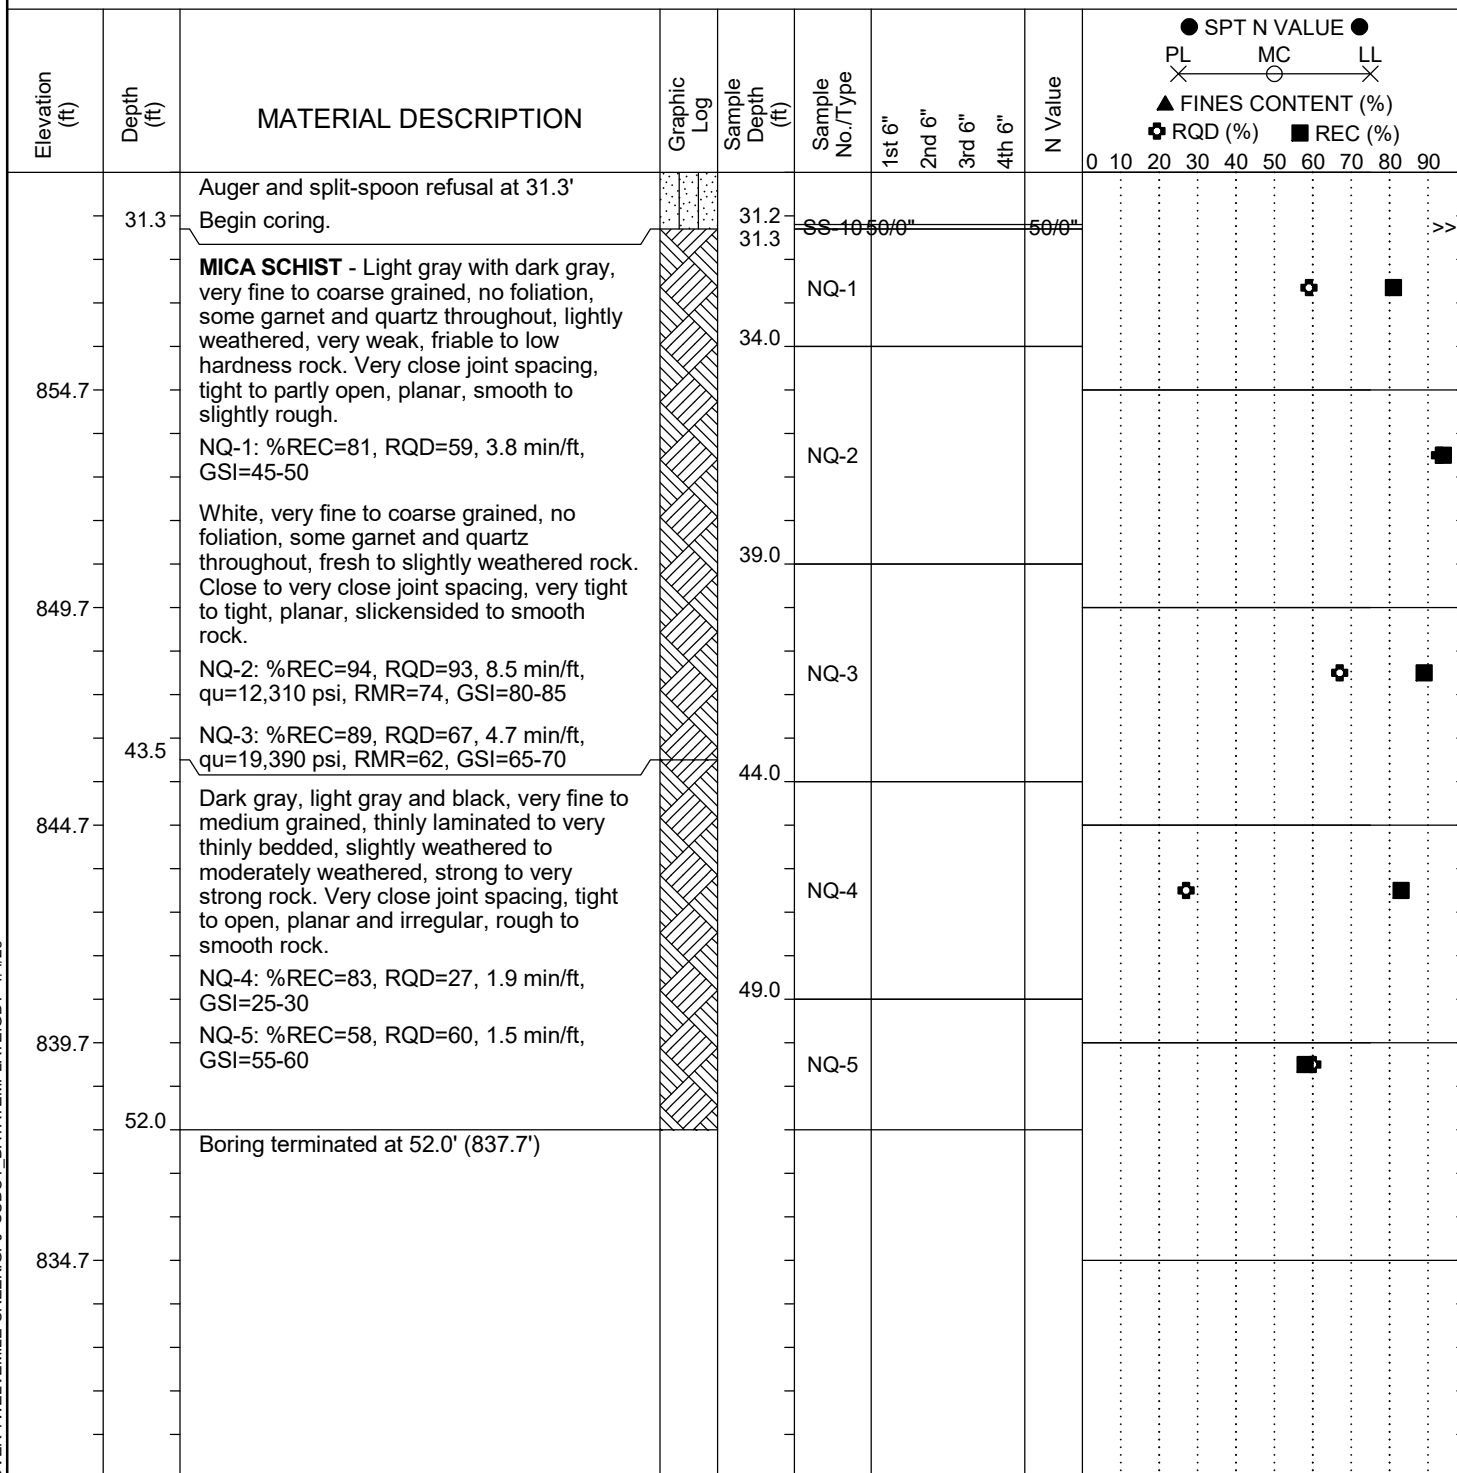 ● SPT N VALUE ●
PL MC LL
▲ FINES CONTENT (%)
RQD (%) ■ REC (%)
0 10 20 30 40 50 60 70 80 90
Elevation (ft)
Depth (ft)
MATERIAL DESCRIPTION
Graphic Log
Sample Depth (ft)
Sample No./Type
1st 6"
2nd 6"
3rd 6"
4th 6"
N Value
Auger and split-spoon refusal at 31.3'
31.3 Begin coring.
31.2
31.3
SS-10 50/0" 50/0" >>
MICA SCHIST - Light gray with dark gray,
very fine to coarse grained, no foliation,
some garnet and quartz throughout, lightly
weathered, very weak, friable to low
hardness rock. Very close joint spacing,
tight to partly open, planar, smooth to
slightly rough.
NQ-1
34.0
854.7
NQ-1: %REC=81, RQD=59, 3.8 min/ft,
GSI=45-50
NQ-2
White, very fine to coarse grained, no
foliation, some garnet and quartz
throughout, fresh to slightly weathered rock.
Close to very close joint spacing, very tight
to tight, planar, slickensided to smooth
rock.
39.0
849.7
NQ-2: %REC=94, RQD=93, 8.5 min/ft,
qu=12,310 psi, RMR=74, GSI=80-85
NQ-3
NQ-3: %REC=89, RQD=67, 4.7 min/ft,
qu=19,390 psi, RMR=62, GSI=65-70
43.5
44.0
Dark gray, light gray and black, very fine to
medium grained, thinly laminated to very
thinly bedded, slightly weathered to
moderately weathered, strong to very
strong rock. Very close joint spacing, tight
to open, planar and irregular, rough to
smooth rock.
844.7
NQ-4
NQ-4: %REC=83, RQD=27, 1.9 min/ft,
GSI=25-30
49.0
NQ-5: %REC=58, RQD=60, 1.5 min/ft,
GSI=55-60
839.7
NQ-5
52.0
Boring terminated at 52.0' (837.7')
834.7